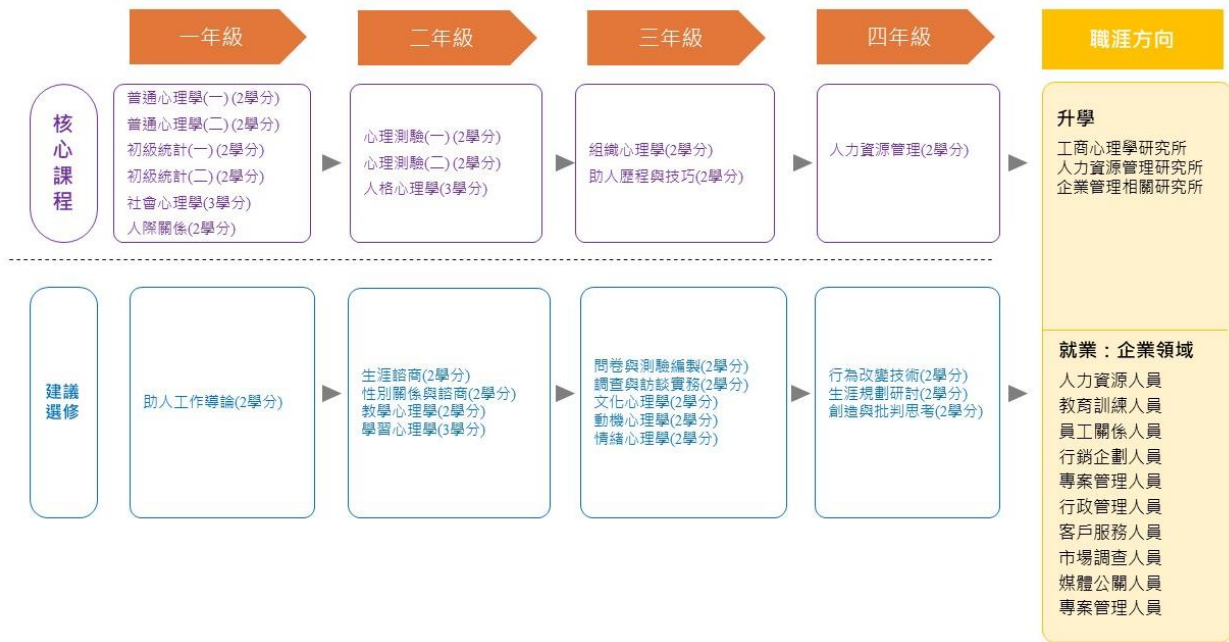 一年級
二年級
三年級
四年級
職涯方向
核
心
課
程
普通心理學(一) (2學分)
普通心理學(二) (2學分)
初級統計(一) (2學分)
初級統計(二) (2學分)
社會心理學(3學分)
人際關係(2學分)
心理測驗(一) (2學分)
心理測驗(二) (2學分)
人格心理學(3學分)
組織心理學(2學分)
助人歷程與技巧(2學分)
人力資源管理(2學分)
升學
工商心理學研究所
人力資源管理研究所
企業管理相關研究所
建議
選修
助人工作導論(2學分)
生涯諮商(2學分)
性別關係與諮商(2學分)
教學心理學(2學分)
學習心理學(3學分)
問卷與測驗編製(2學分)
調查與訪談實務(2學分)
文化心理學(2學分)
動機心理學(2學分)
情緒心理學(2學分)
行為改變技術(2學分)
生涯規劃研討(2學分)
創造與批判思考(2學分)
就業：企業領域
人力資源人員
教育訓練人員
員工關係人員
行銷企劃人員
專案管理人員
行政管理人員
客戶服務人員
市場調查人員
媒體公關人員
專案管理人員